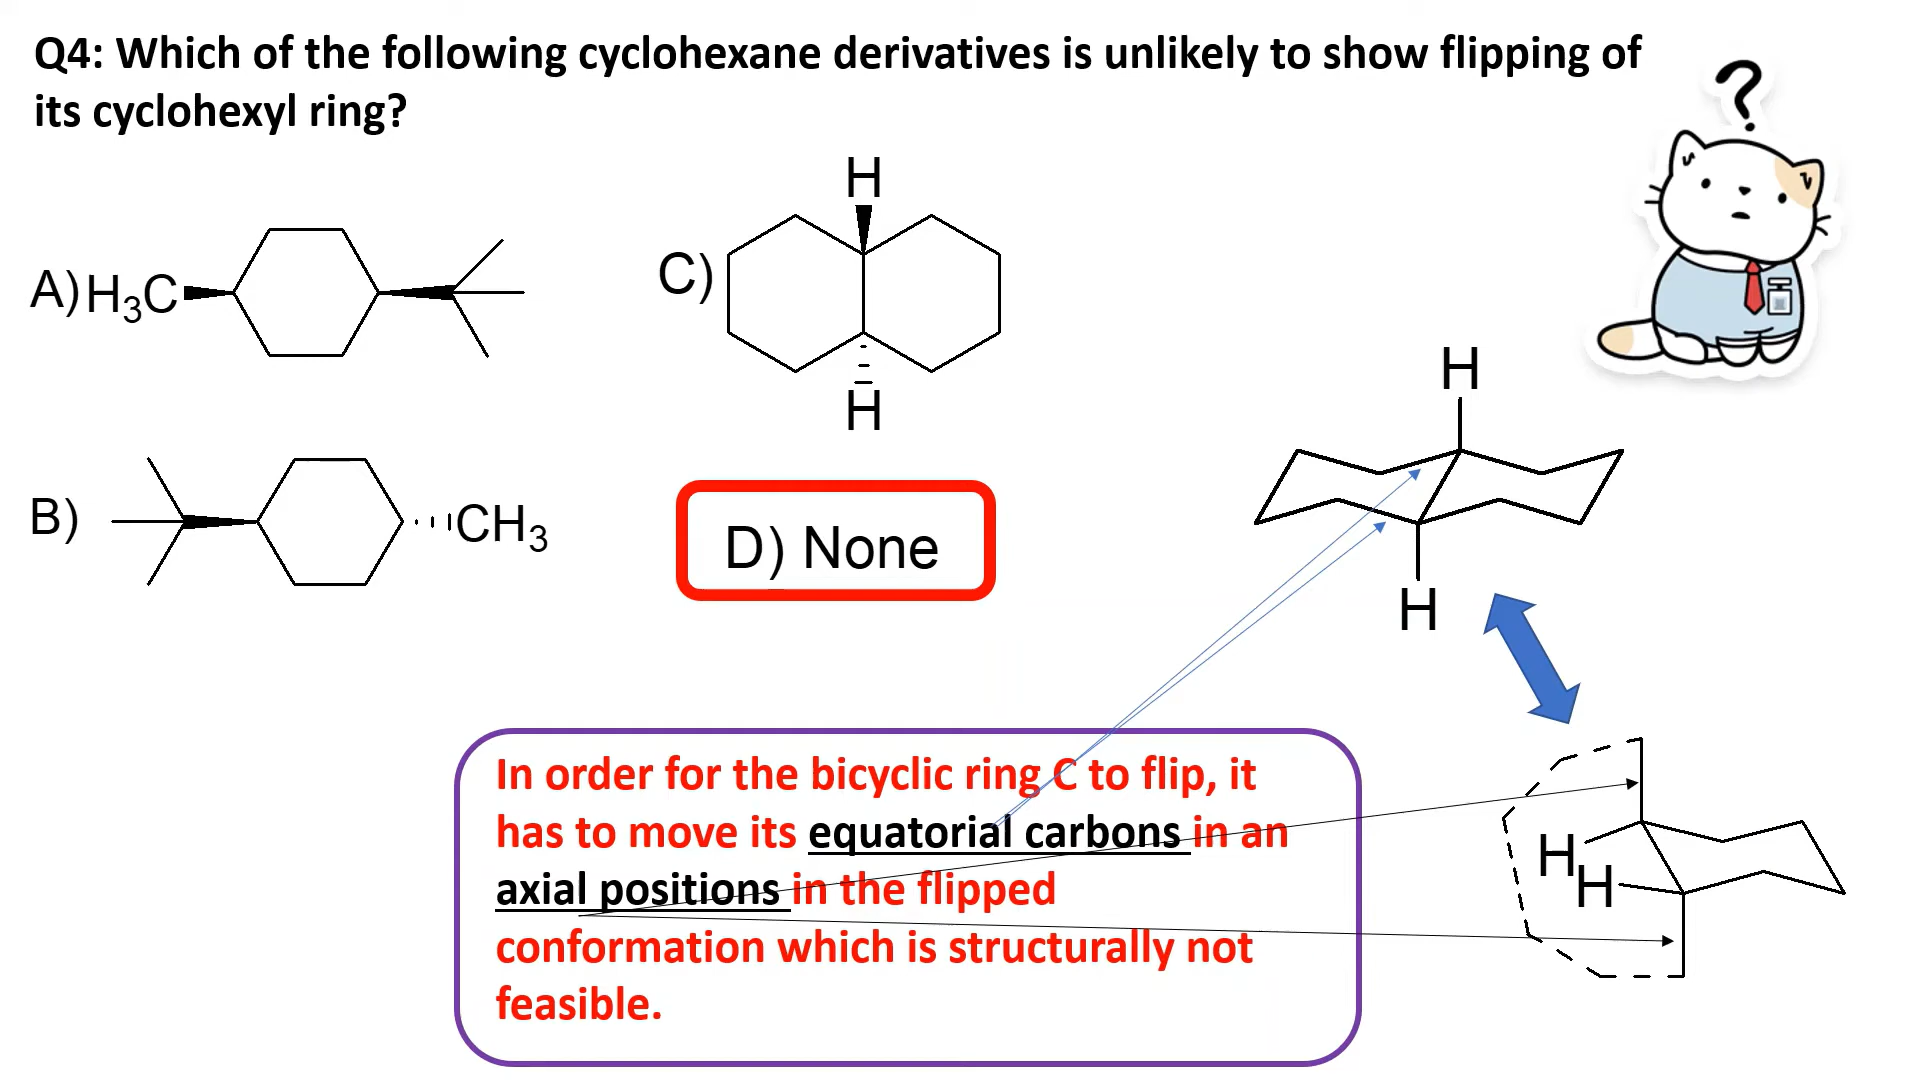 Q4: Which of the following cyclohexane derivatives is unlikely to show flipping of
its cyclohexyl ring?
?
A) H₃C
C)
H
H
B)
CH₃
D) None
H
H
In order for the bicyclic ring C to flip, it
has to move its equatorial carbons in an
axial positions in the flipped
conformation which is structurally not
feasible.
H
H